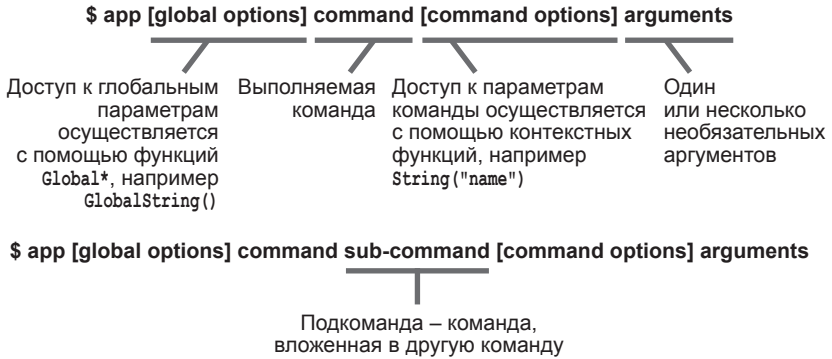 $ app [global options] command [command options] arguments
Доступ к глобальным
параметрам
осуществляется
с помощью функций
Global*, например
GlobalString()
Выполняемая
команда
Доступ к параметрам
команды осуществляется
с помощью контекстных
функций, например
String("name")
Один
или несколько
необязательных
аргументов
$ app [global options] command sub-command [command options] arguments
Подкоманда – команда,
вложенная в другую команду